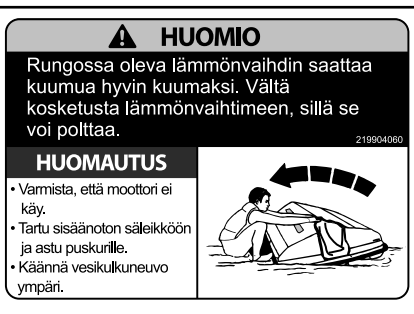 HUOMIO
Rungossa oleva lämmönvaihdin saattaa
kuumua hyvin kuumaksi. Vältä
kosketusta lämmönvaihtimeen, sillä se
voi polttaa.
219904060
HUOMAUTUS
• Varmista, että moottori ei
käy.
• Tartu sisäänoton säleikköön
ja astu puskurille.
• Käännä vesikulkuneuvo
ympäri.